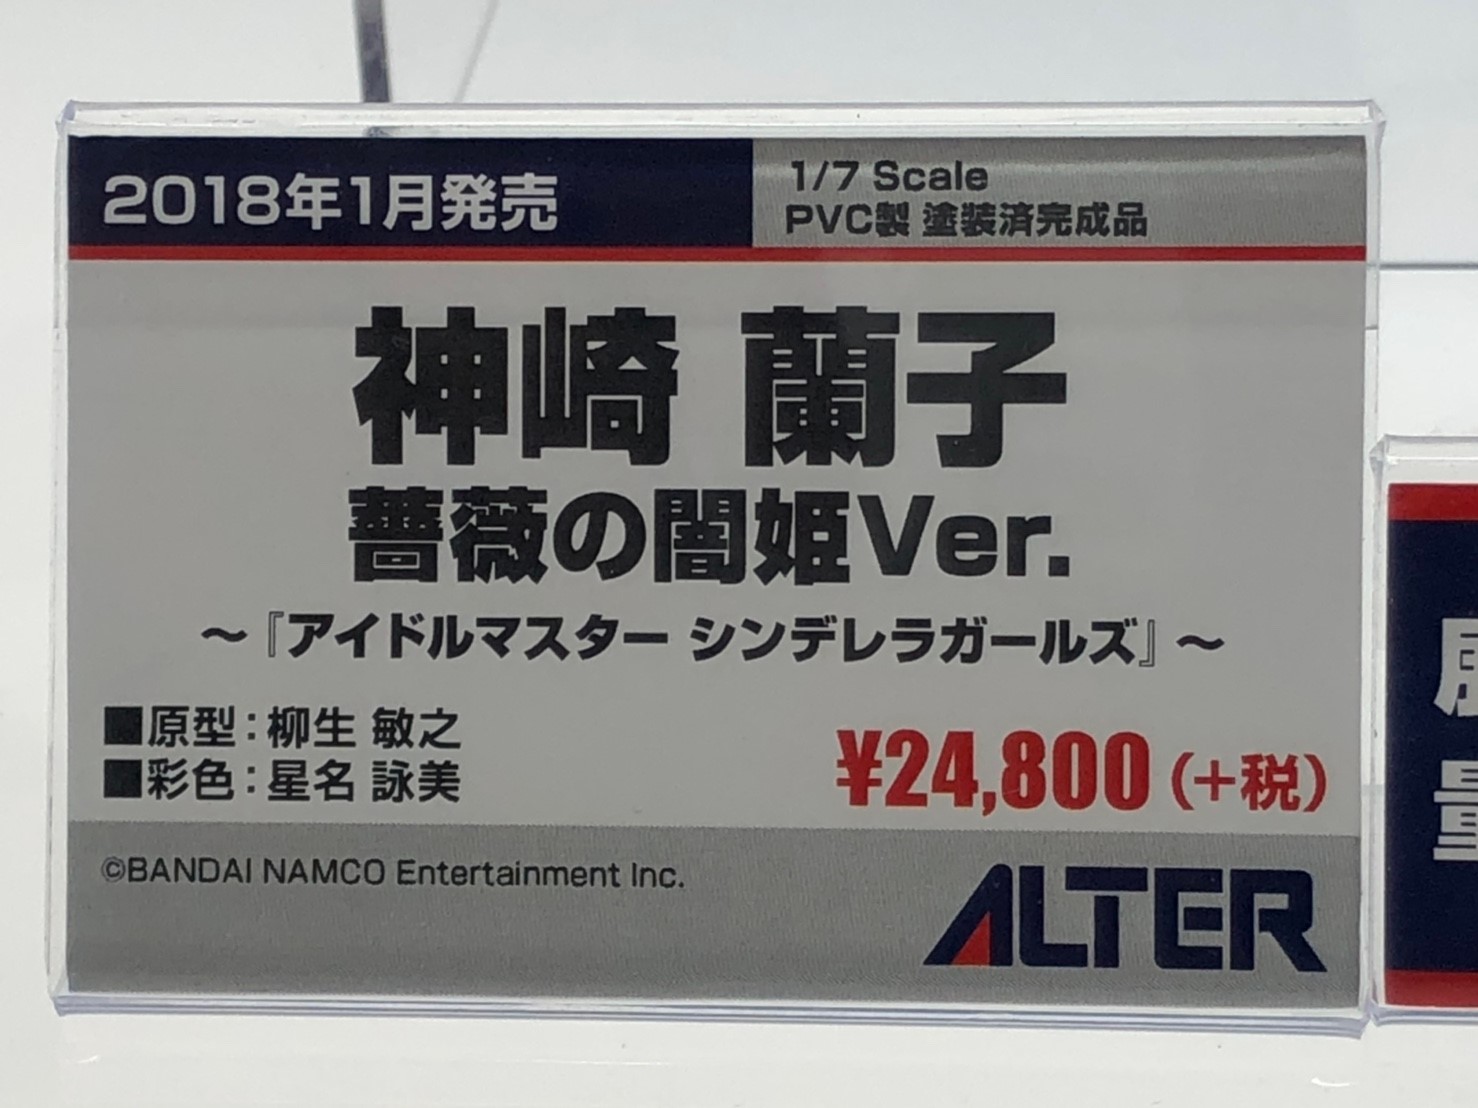 2018年1月発売
1/7 Scale
PVC製 塗装済完成品
神崎 蘭子
薔薇の闇姫Ver.
～『アイドルマスター シンデレラガールズ』～
■原型：柳生 敏之
■彩色：星名 詠美
¥24,800（+税）
©BANDAI NAMCO Entertainment Inc.
ALTER